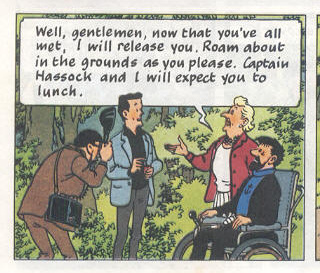 Well, gentlemen, now that you've all
met, I will release you. Roam about
in the grounds as you please. Captain
Hassock and I will expect you to
lunch.